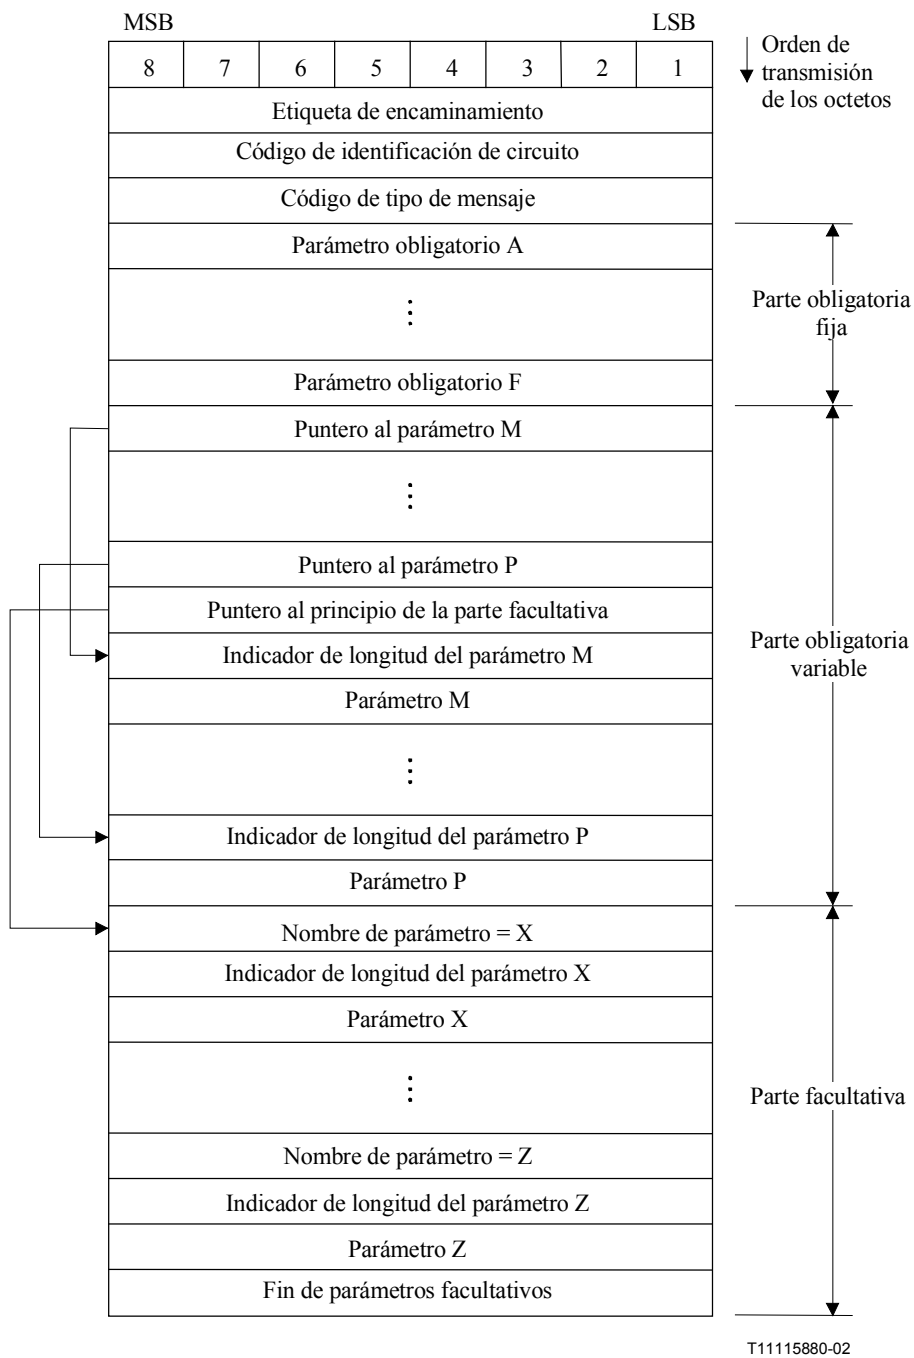 MSB LSB
8 7 6 5 4 3 2 1
Orden de
transmisión
de los octetos
Etiqueta de encaminamiento
Código de identificación de circuito
Código de tipo de mensaje
Parámetro obligatorio A
Parte obligatoria
fija
Parámetro obligatorio F
Puntero al parámetro M
Puntero al parámetro P
Puntero al principio de la parte facultativa
Indicador de longitud del parámetro M
Parte obligatoria
variable
Parámetro M
Indicador de longitud del parámetro P
Parámetro P
Nombre de parámetro = X
Indicador de longitud del parámetro X
Parámetro X
Parte facultativa
Nombre de parámetro = Z
Indicador de longitud del parámetro Z
Parámetro Z
Fin de parámetros facultativos
T11115880-02